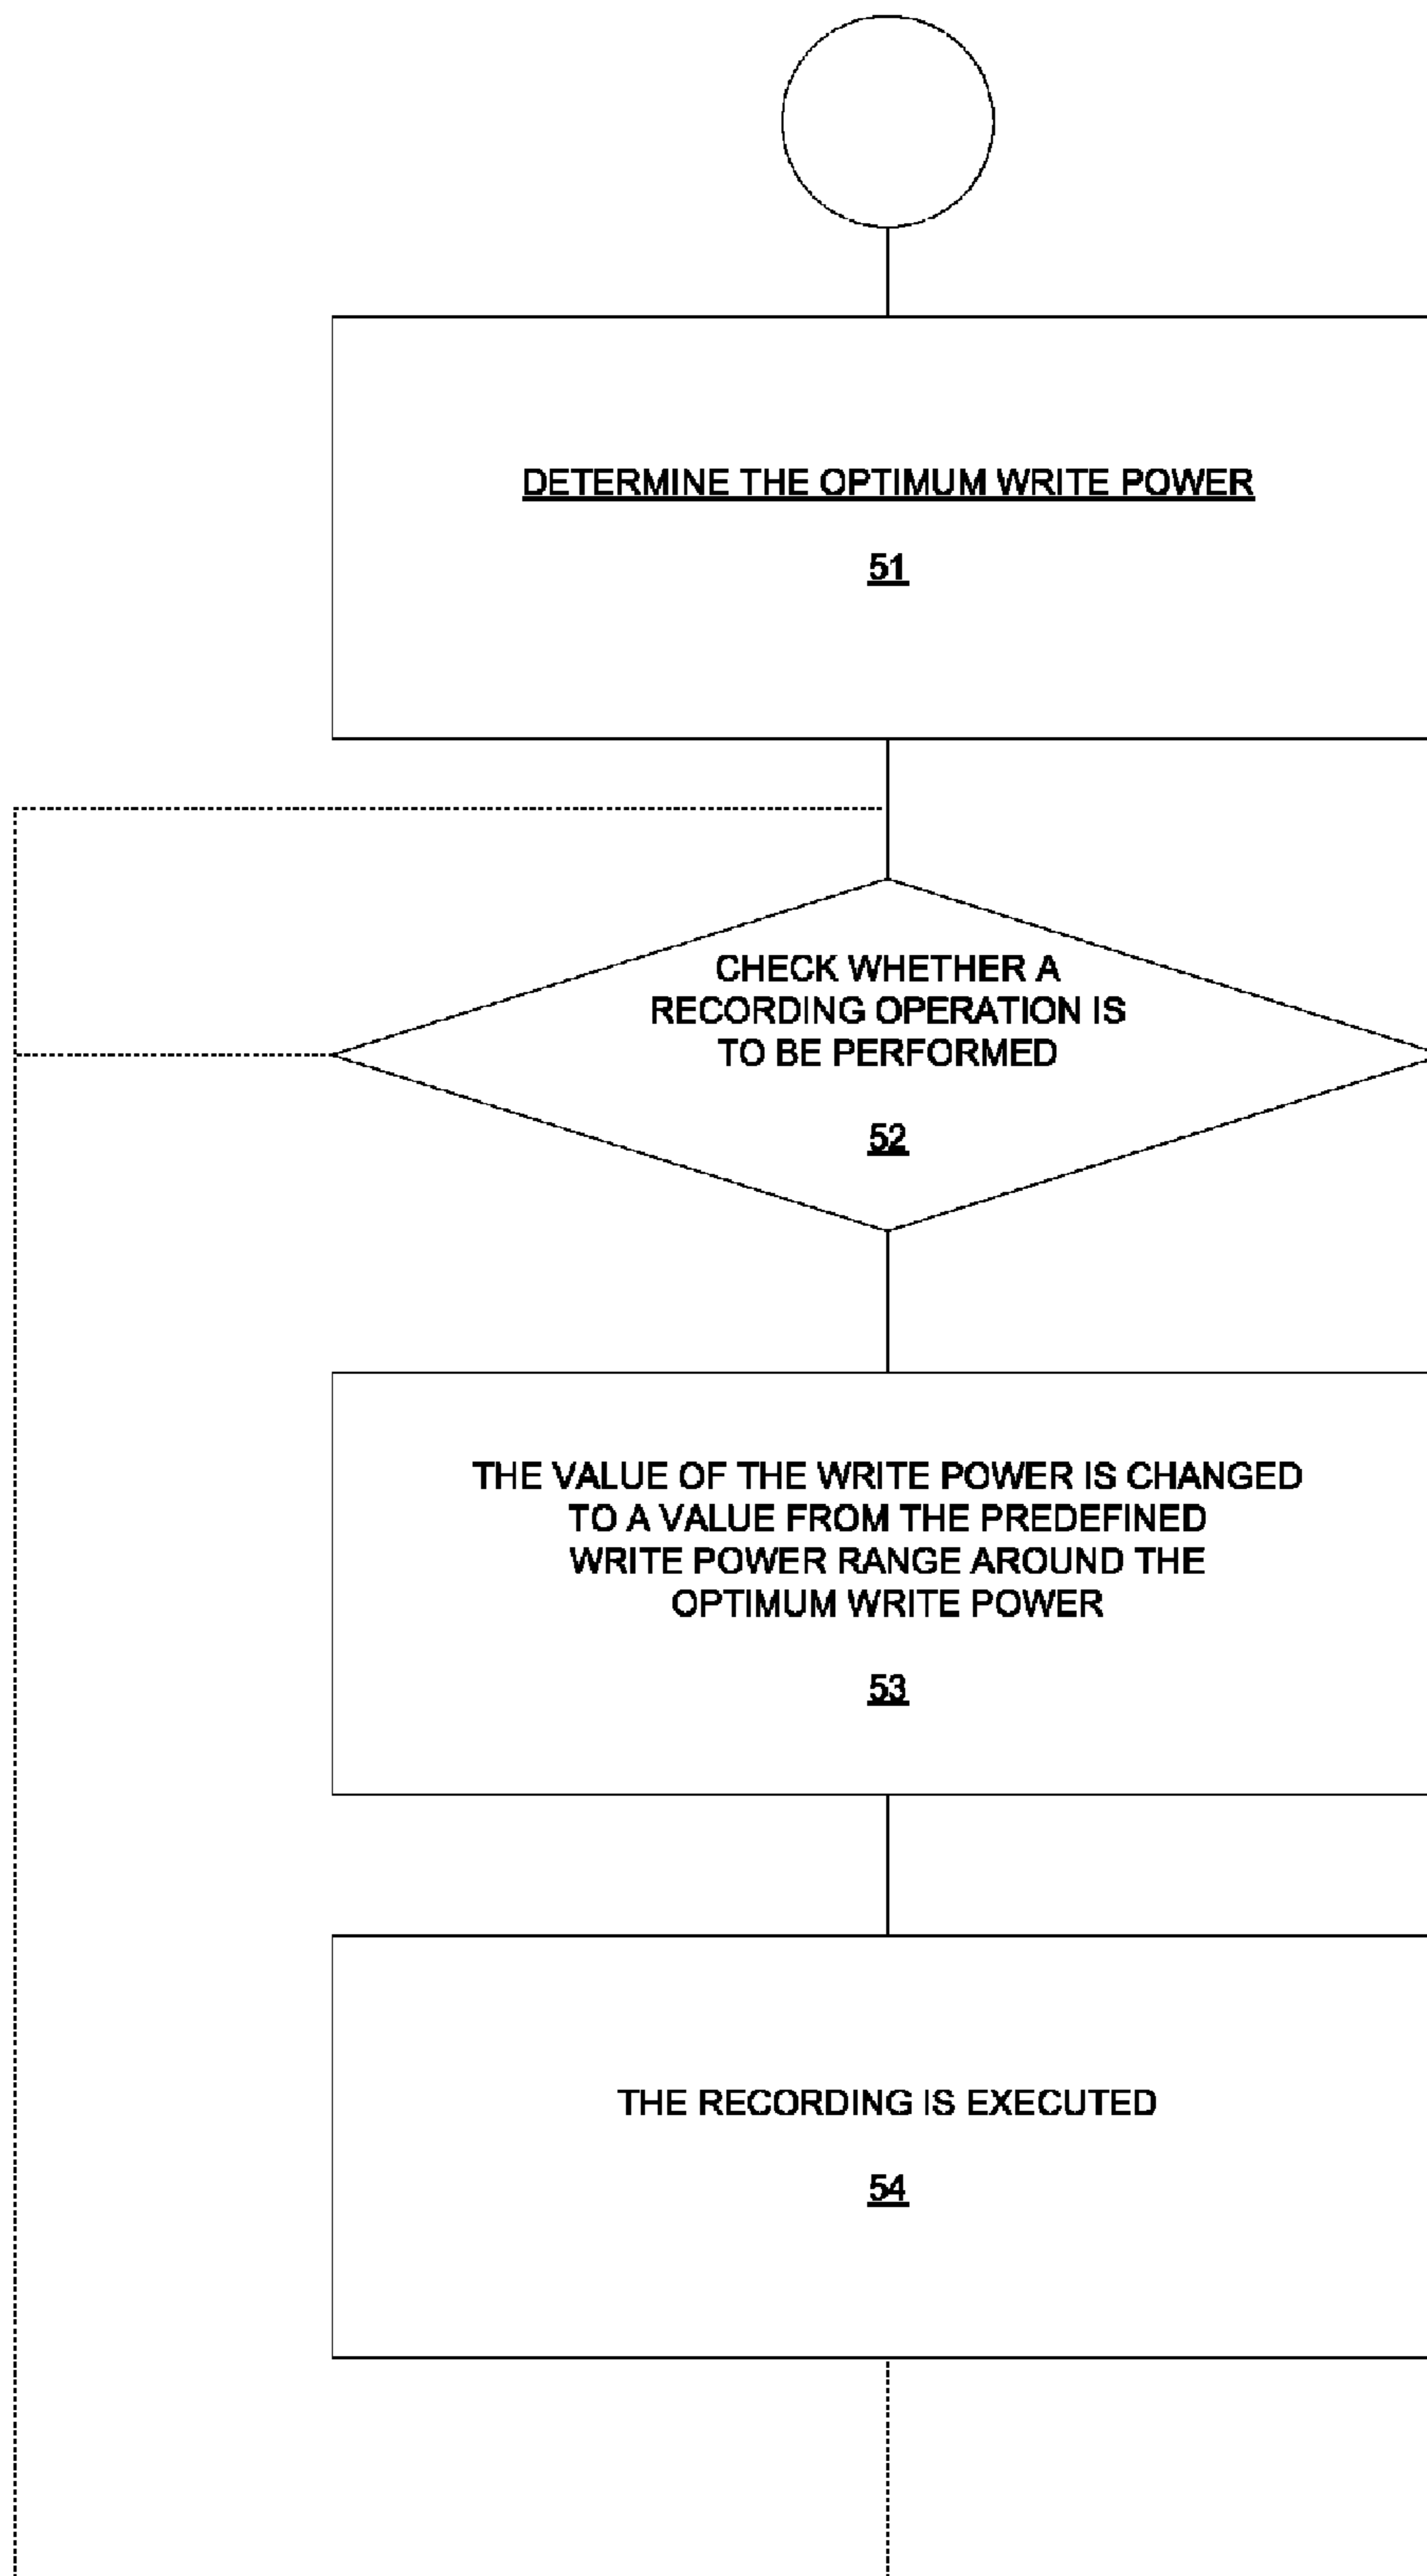 DETERMINE THE OPTIMUM WRITE POWER
51
CHECK WHETHER A
RECORDING OPERATION IS
TO BE PERFORMED
52
THE VALUE OF THE WRITE POWER IS CHANGED
TO A VALUE FROM THE PREDEFINED
WRITE POWER RANGE AROUND THE
OPTIMUM WRITE POWER
53
THE RECORDING IS EXECUTED
54